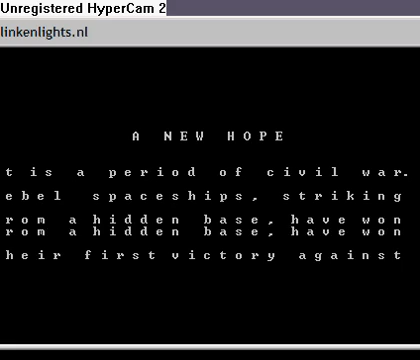 Unregistered HyperCam 2
linkenlights.nl
A NEW HOPE
t is a period of civil war.
ebel spaceships, striking
rom a hidden base, have won
rom a hidden base, have won
heir first victory against